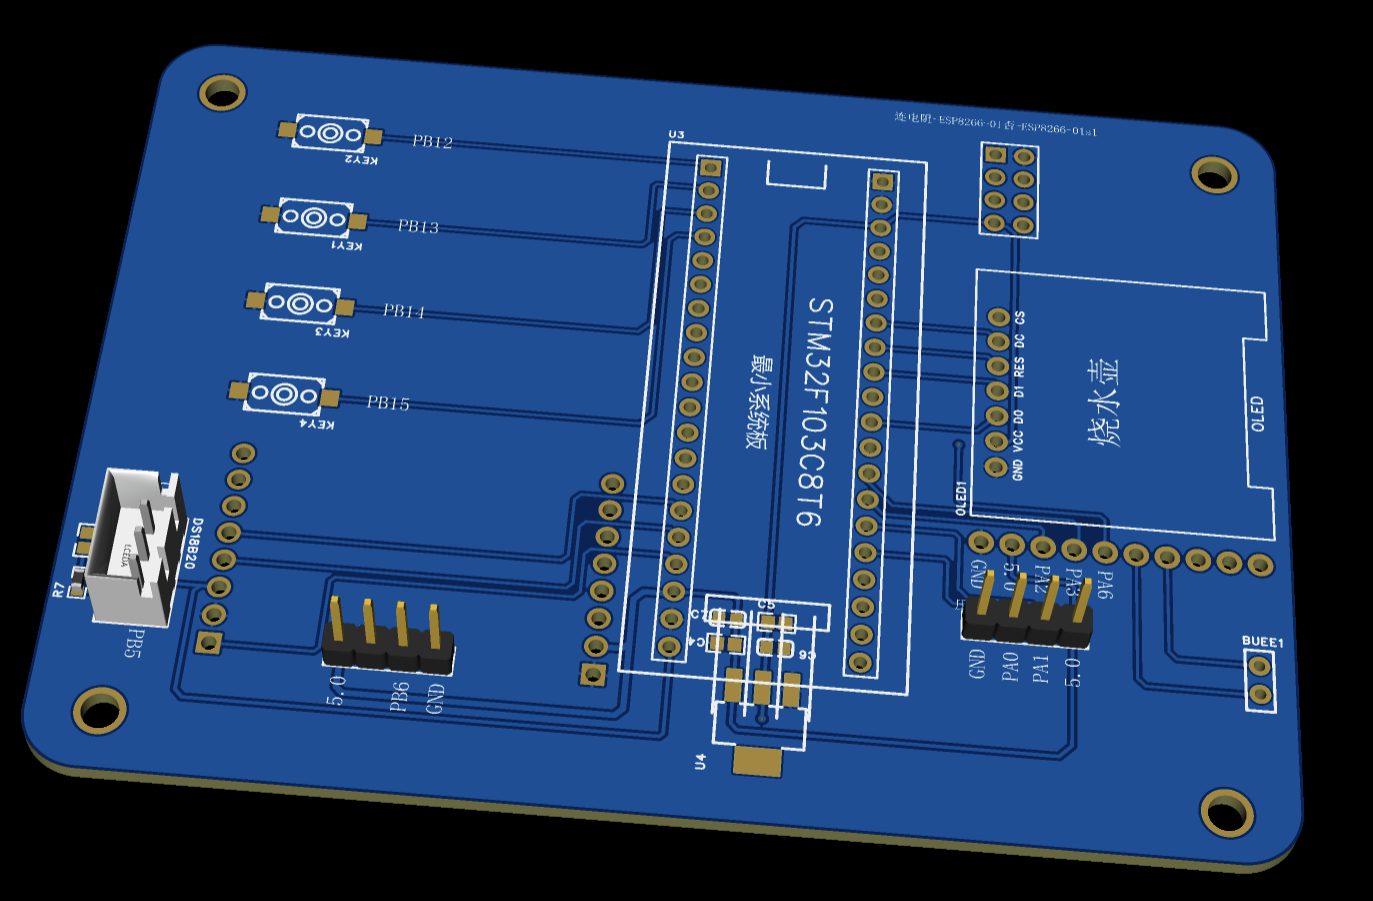 连电阻-ESP8266-01否-ESP8266-01s1
U3
PB12
KEY2
PB13
KEY1
PB14
KEY3
PB15
KEY4
STM32F103C8T6
最小系统板
CS
DC
RES
D1
D0
VCC
GND
烧水壶
OLED
OLED1
DS18B20
LCEDA
R7
PB5
5.0
PB6
GND
C5
C4
C6
U4
GND
5.0
PA2
PA3
PA6
GND
PA0
PA1
5.0
BUEE1